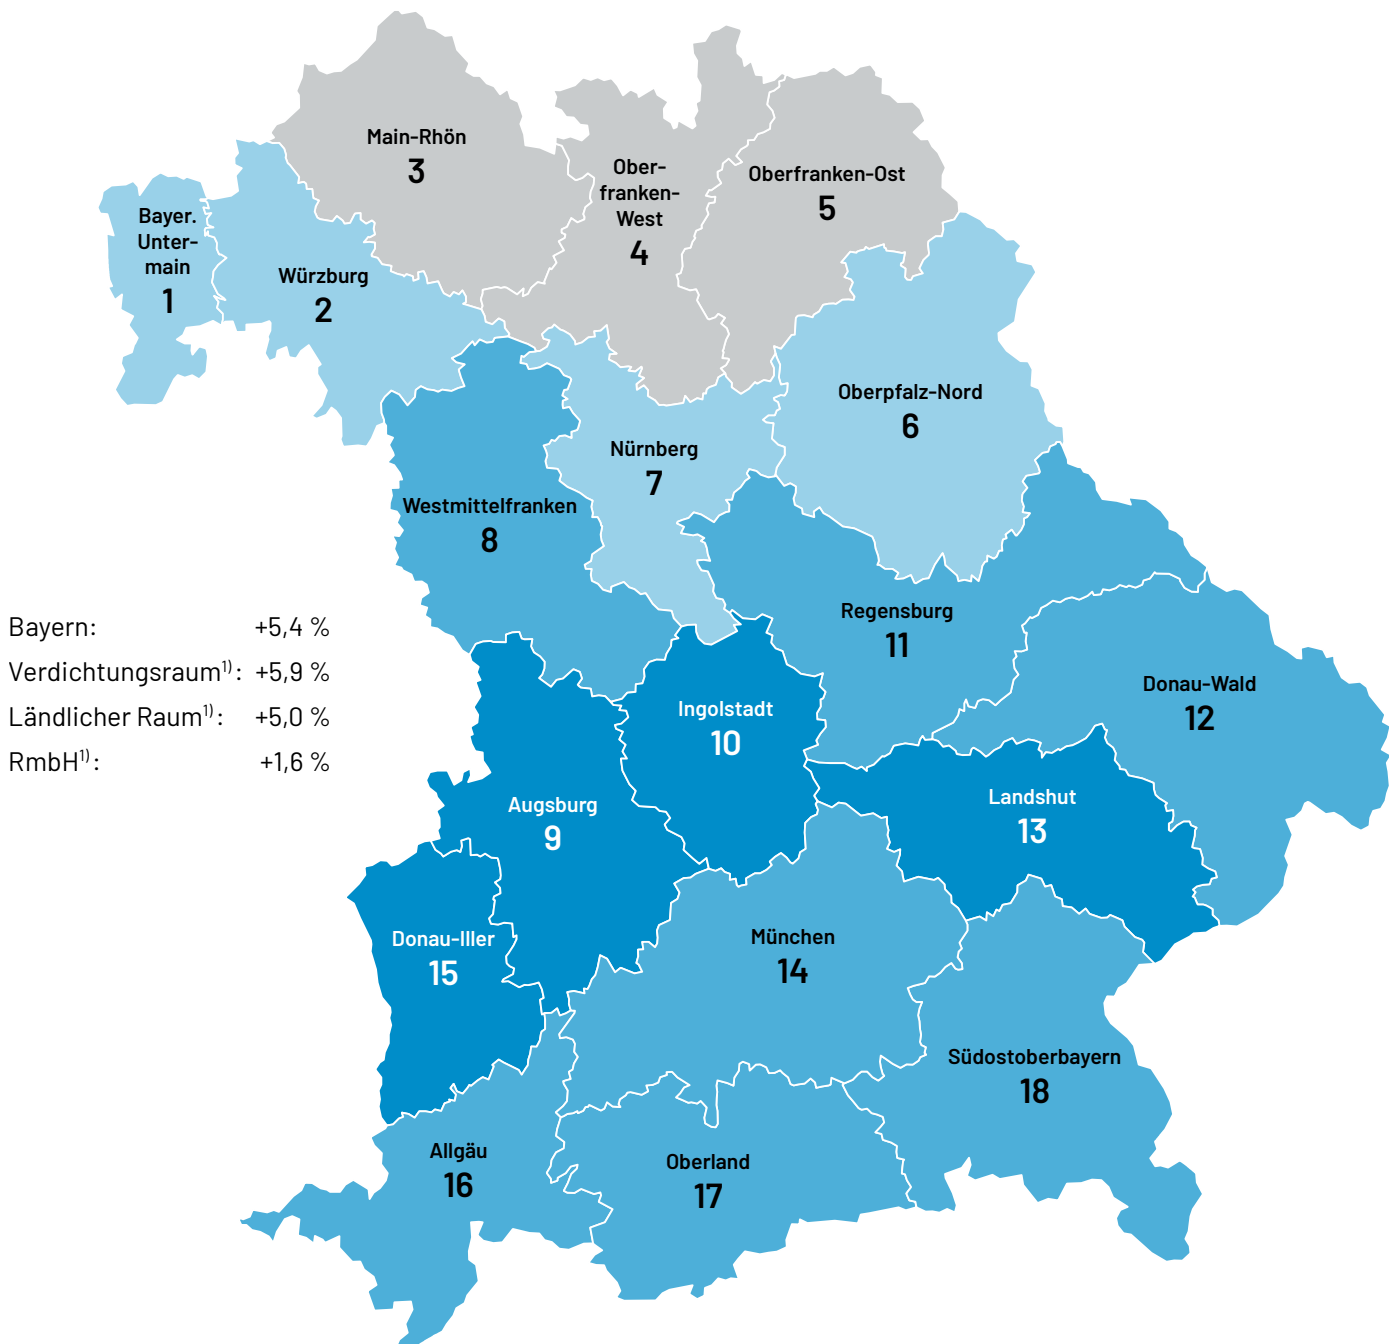 Main-Rhön
3
Ober-
franken-
West
4
Oberfranken-Ost
5
Bayer.
Unter-
main
1
Würzburg
2
Oberpfalz-Nord
6
Nürnberg
7
Westmittelfranken
8
Regensburg
11
Bayern: +5,4 %
Verdichtungsraum¹⁾: +5,9 %
Ländlicher Raum¹⁾: +5,0 %
RmbH¹⁾: +1,6 %
Donau-Wald
12
Ingolstadt
10
Landshut
13
Augsburg
9
Donau-Iller
15
München
14
Südostoberbayern
18
Allgäu
16
Oberland
17